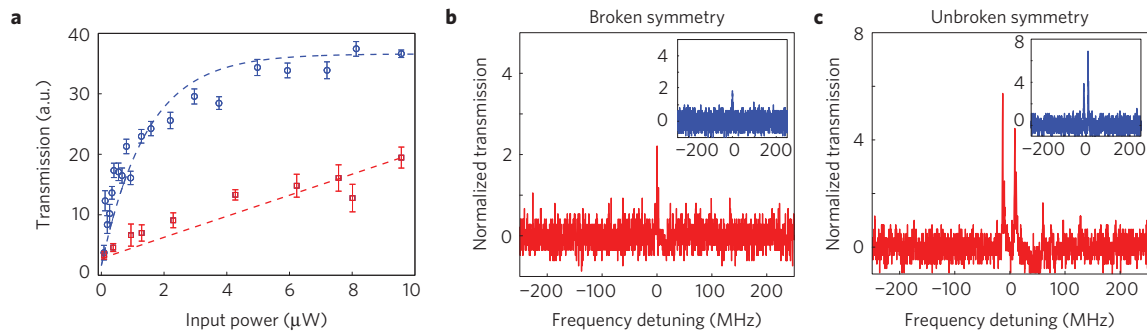 a
Transmission (a.u.)
40
30
20
10
0
0 2 4 6 8 10
Input power (μW)
b
Broken symmetry
Normalized transmission
4
2
0
−200 −100 0 100 200
Frequency detuning (MHz)
4
2
0
−200 0 200
c
Unbroken symmetry
Normalized transmission
8
4
0
−200 −100 0 100 200
Frequency detuning (MHz)
8
4
0
−200 0 200